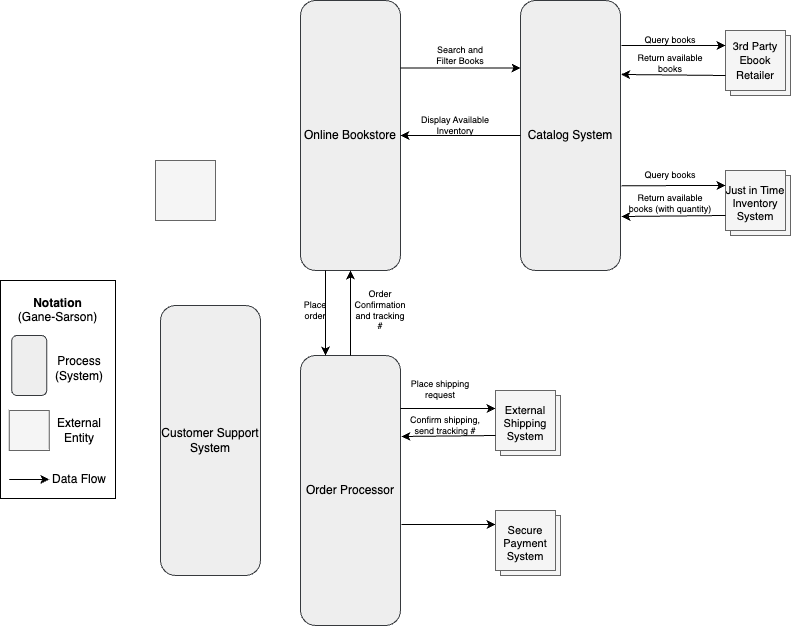 Search and
Filter Books
Query books
3rd Party
Ebook
Retailer
Return available
books
Online Bookstore
Display Available
Inventory
Catalog System
Query books
Just in Time
Inventory
System
Return available
books (with quantity)
Notation
(Gane-Sarson)
Process
(System)
External
Entity
Data Flow
Place
order
Order
Confirmation
and tracking
#
Customer Support
System
Order Processor
Place shipping
request
Confirm shipping,
send tracking #
External
Shipping
System
Secure
Payment
System